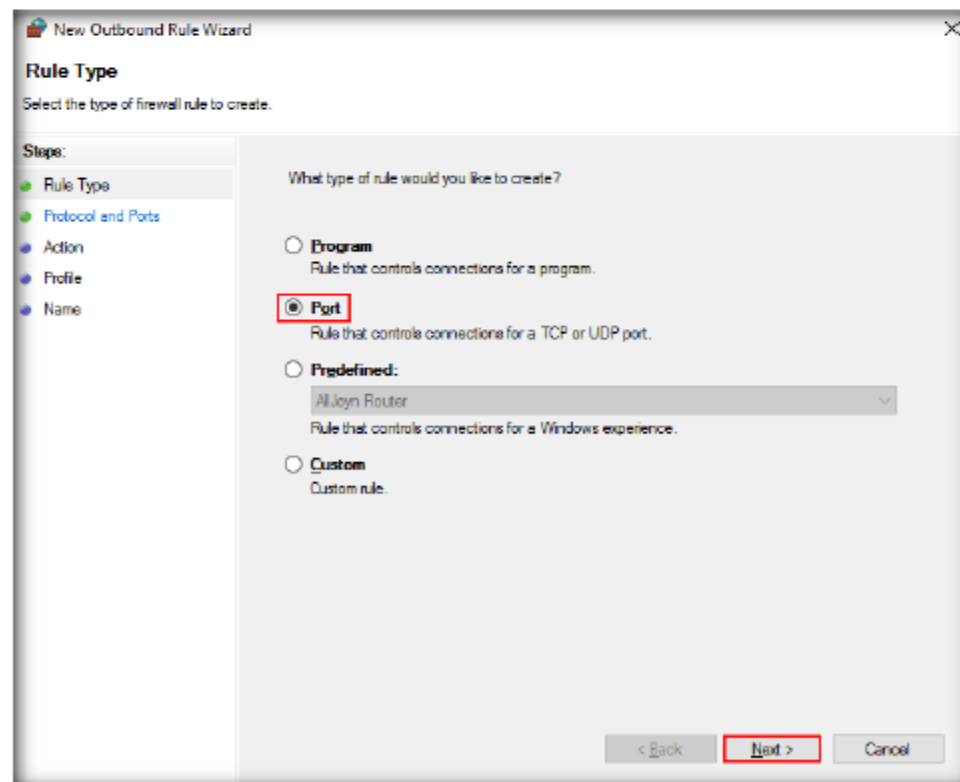 New Outbound Rule Wizard
Rule Type
Select the type of firewall rule to create.
Steps:
Rule Type
Protocol and Ports
Action
Profile
Name
What type of rule would you like to create?
Program
Rule that controls connections for a program.
Port
Rule that controls connections for a TCP or UDP port.
Predefined:
AllJoyn Router
Rule that controls connections for a Windows experience.
Custom
Custom rule.
< Back Next > Cancel